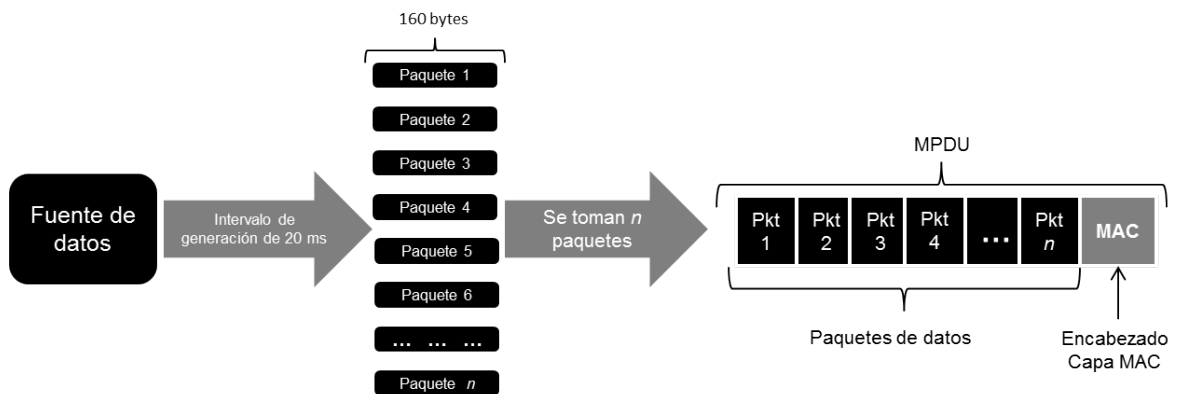 160 bytes
Paquete 1
Paquete 2
Paquete 3
Paquete 4
Paquete 5
Paquete 6
... ... ...
Paquete n
Fuente de
datos
Intervalo de
generación de 20 ms
Se toman n
paquetes
MPDU
Pkt
1
Pkt
2
Pkt
3
Pkt
4
...
Pkt
n
MAC
Paquetes de datos
Encabezado
Capa MAC